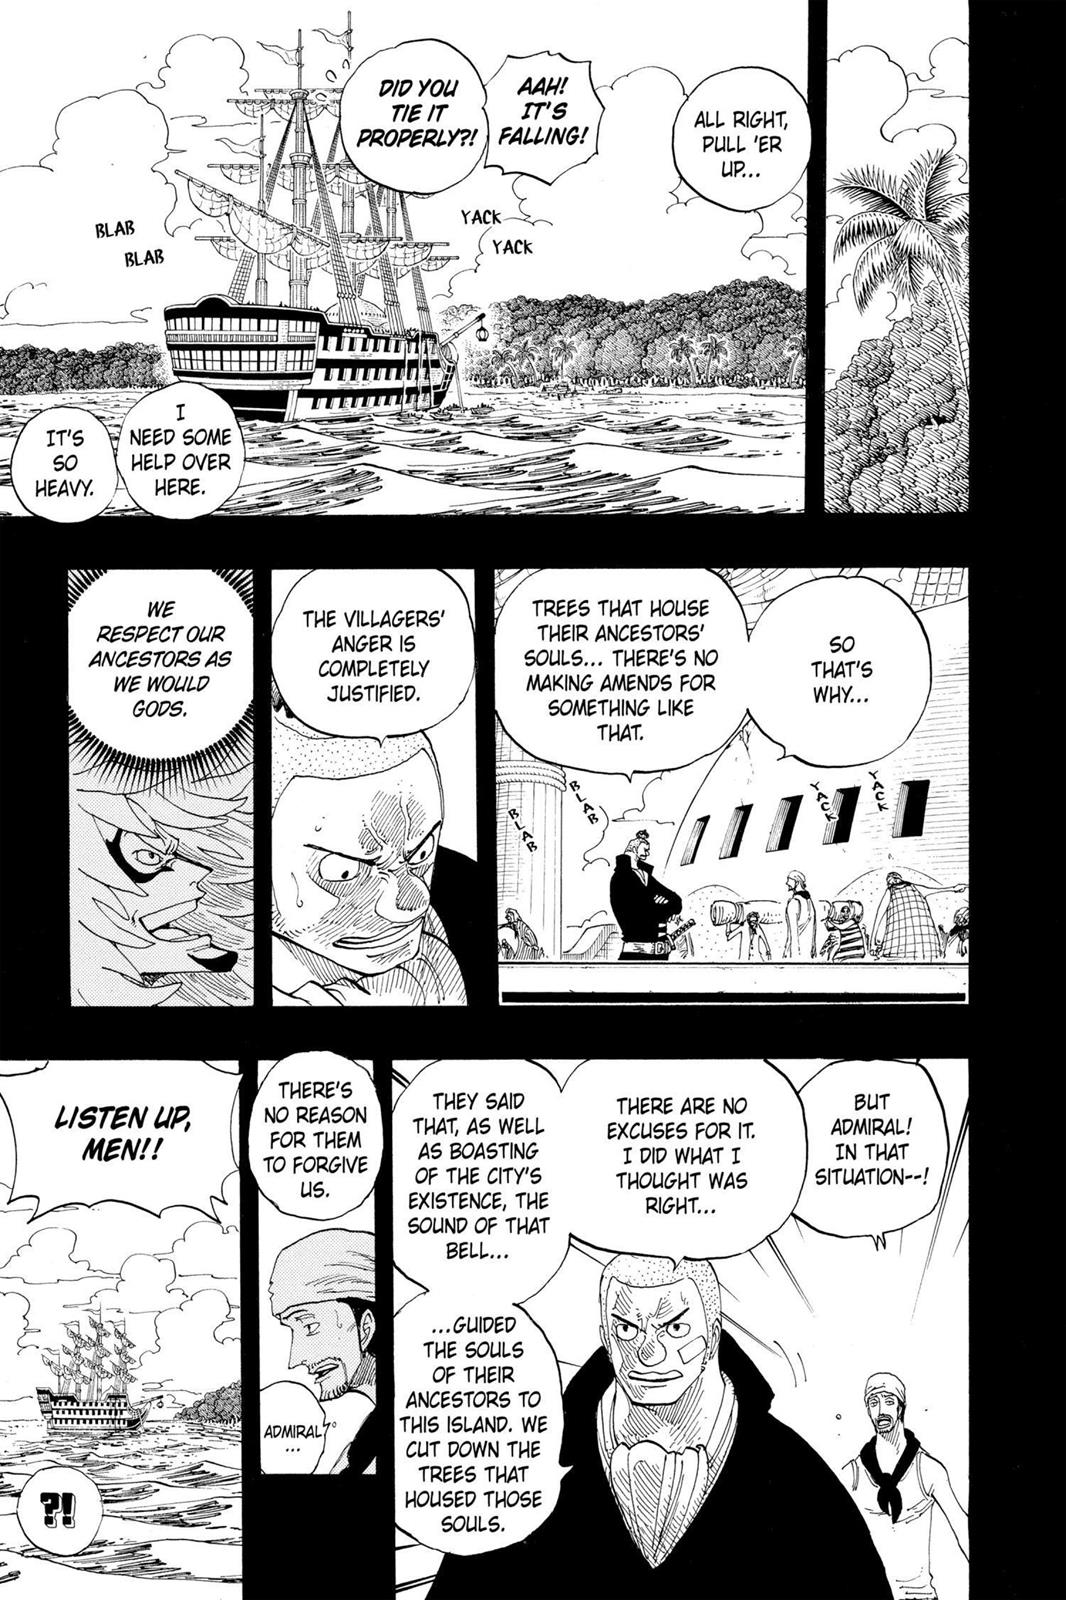 ALL RIGHT,
PULL 'ER
UP...
AAH!
IT'S
FALLING!
DID YOU
TIE IT
PROPERLY?!
YACK
YACK
BLAB
BLAB
I
NEED SOME
HELP OVER
HERE.
IT'S
SO
HEAVY.
SO
THAT'S
WHY...
TREES THAT HOUSE
THEIR ANCESTORS'
SOULS... THERE'S NO
MAKING AMENDS FOR
SOMETHING LIKE
THAT.
YACK
YACK
BLAB
BLAB
THE VILLAGERS'
ANGER IS
COMPLETELY
JUSTIFIED.
WE
RESPECT OUR
ANCESTORS AS
WE WOULD
GODS.
BUT
ADMIRAL!
IN THAT
SITUATION--!
THERE ARE NO
EXCUSES FOR IT.
I DID WHAT I
THOUGHT WAS
RIGHT...
THEY SAID
THAT, AS WELL
AS BOASTING
OF THE CITY'S
EXISTENCE, THE
SOUND OF THAT
BELL...
...GUIDED
THE SOULS
OF THEIR
ANCESTORS TO
THIS ISLAND. WE
CUT DOWN THE
TREES THAT
HOUSED THOSE
SOULS.
THERE'S
NO REASON
FOR THEM
TO FORGIVE
US.
ADMIRAL
...
LISTEN UP,
MEN!!
?!